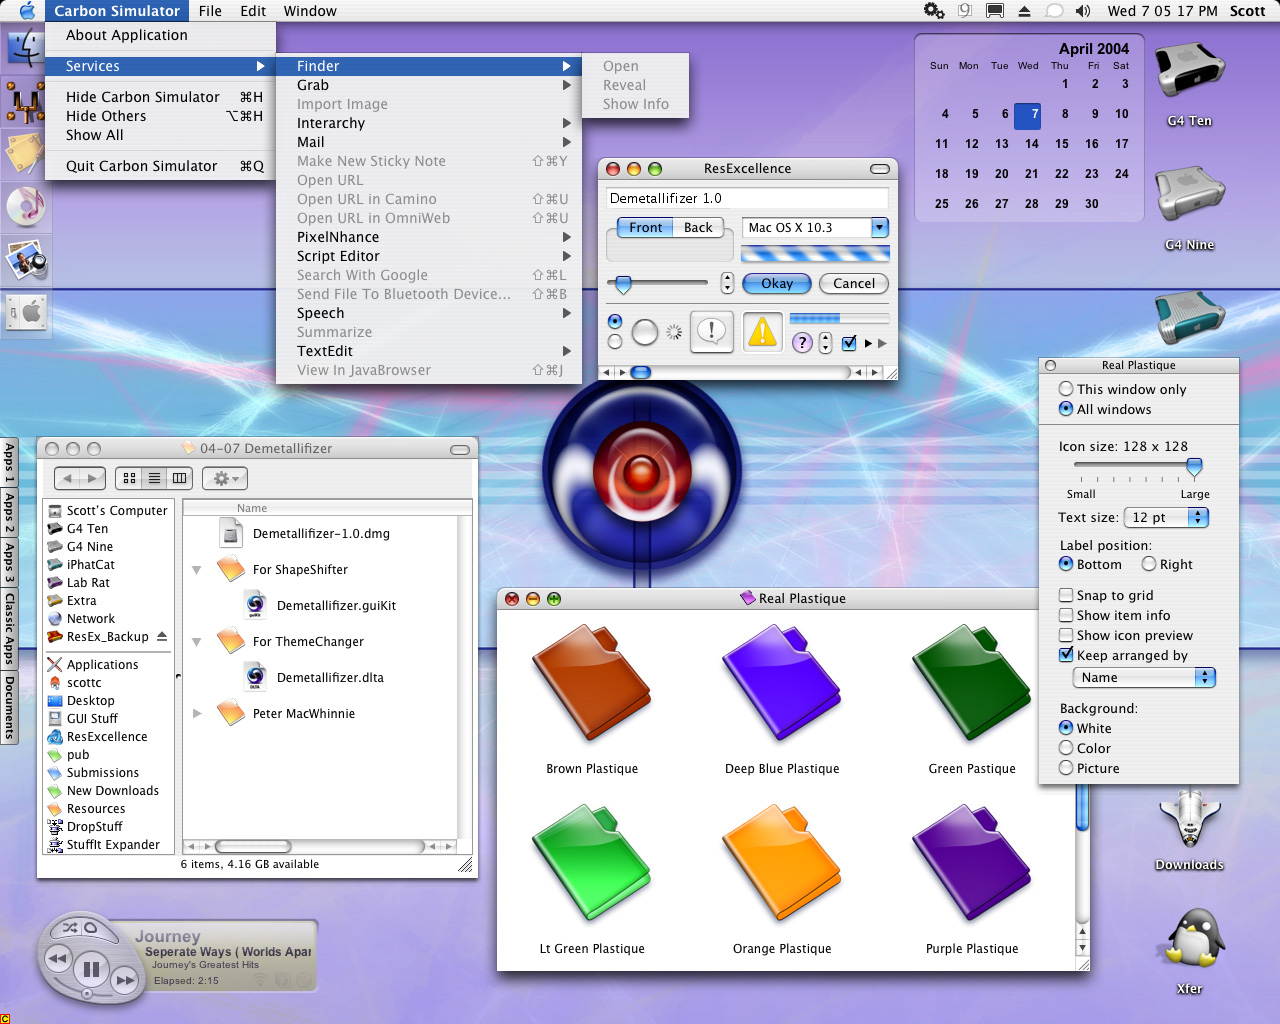 Carbon Simulator File Edit Window
Wed 7 05 17 PM Scott
About Application
Services
Hide Carbon Simulator ⌘H
Hide Others ⌥⌘H
Show All
Quit Carbon Simulator ⌘Q
Finder
Grab
Import Image
Interarchy
Mail
Make New Sticky Note ⇧⌘Y
Open URL
Open URL in Camino ⇧⌘U
Open URL in OmniWeb ⇧⌘U
PixelNhance
Script Editor
Search With Google ⇧⌘L
Send File To Bluetooth Device... ⇧⌘B
Speech
Summarize
TextEdit
View In JavaBrowser ⇧⌘J
Open
Reveal
Show Info
April 2004
Sun Mon Tue Wed Thu Fri Sat
1 2 3
4 5 6 7 8 9 10
11 12 13 14 15 16 17
18 19 20 21 22 23 24
25 26 27 28 29 30
G4 Ten
G4 Nine
ResExcellence
Demetallifizer 1.0
Front Back
Mac OS X 10.3
Okay Cancel
Real Plastique
This window only
All windows
Icon size: 128 x 128
Small Large
Text size: 12 pt
Label position:
Bottom Right
Snap to grid
Show item info
Show icon preview
Keep arranged by
Name
Background:
White
Color
Picture
Apps 1
Apps 2
Apps 3
Classic Apps
Documents
04-07 Demetallifizer
Scott's Computer
G4 Ten
G4 Nine
iPhatCat
Lab Rat
Extra
Network
ResEx_Backup
Applications
scottc
Desktop
GUI Stuff
ResExcellence
pub
Submissions
New Downloads
Resources
DropStuff
StuffIt Expander
Name
Demetallifizer-1.0.dmg
For ShapeShifter
Demetallifizer.guiKit
For ThemeChanger
Demetallifizer.dlta
Peter MacWhinnie
6 items, 4.16 GB available
Real Plastique
Brown Plastique
Deep Blue Plastique
Green Pastique
Lt Green Plastique
Orange Plastique
Purple Plastique
Downloads
Xfer
Journey
Seperate Ways ( Worlds Apar
Journey's Greatest Hits
Elapsed: 2:15
C